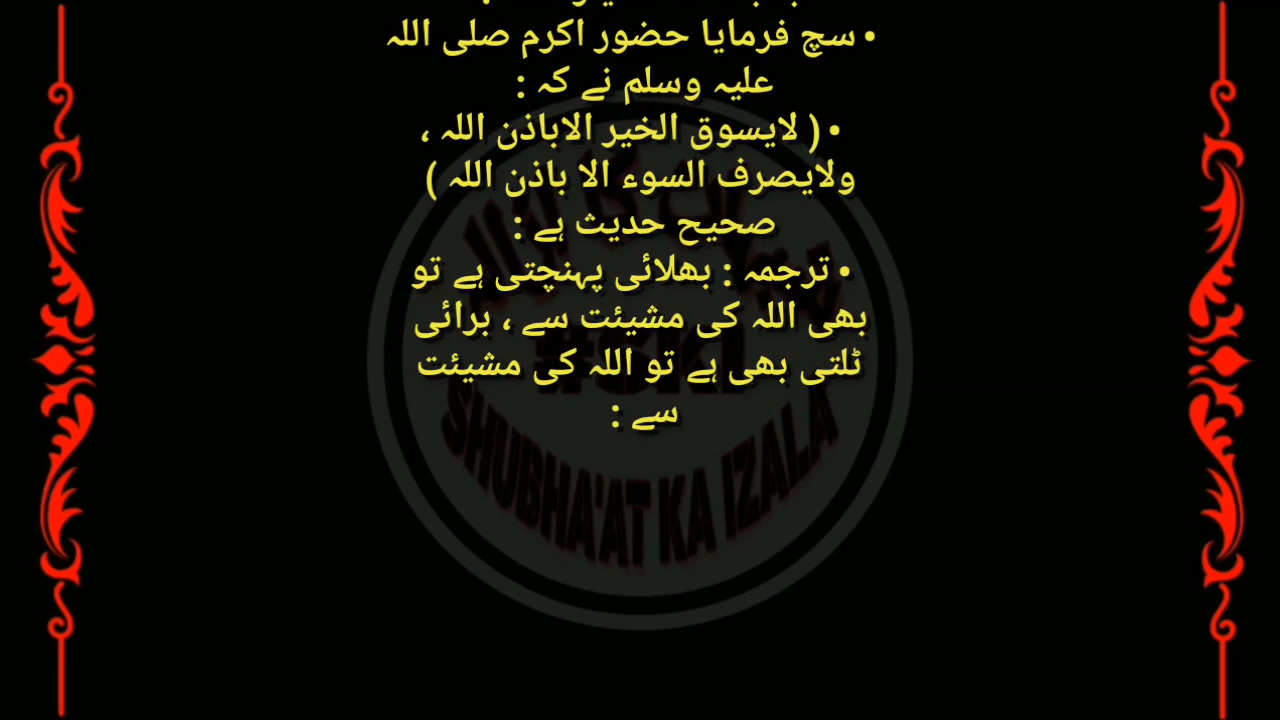 • سچ فرمایا حضور اکرم صلی اللہ
علیہ وسلم نے کہ :
• ( لایسوق الخیر الاباذن اللہ ،
ولایصرف السوء الا باذن اللہ )
صحیح حدیث ہے :
• ترجمہ : بھلائی پہنچتی ہے تو
بھی اللہ کی مشیئت سے ، برائی
ٹلتی بھی ہے تو اللہ کی مشیئت
سے :
#SKI
SHUBHA'AT KA IZALA